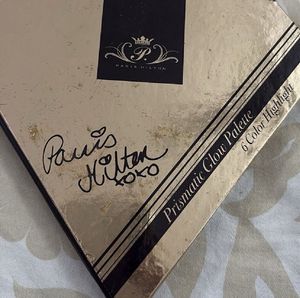 P.
PARIS HILTON
Paris
Hilton
xoxo
Prismatic Glow Palette
6 Color Highlight